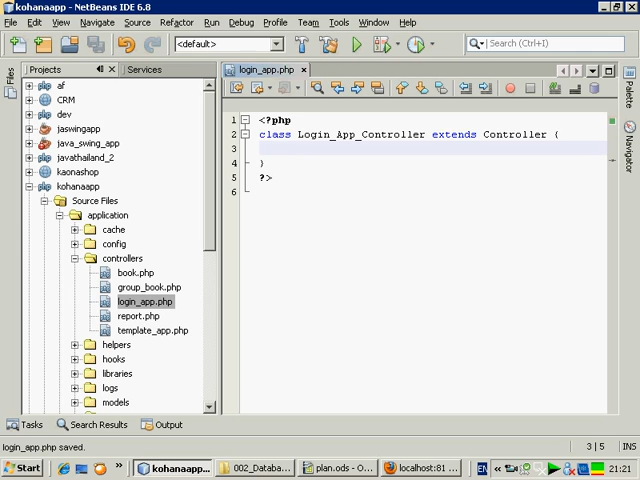 kohanaapp - NetBeans IDE 6.8
File Edit View Navigate Source Refactor Run Debug Profile Team Tools Window Help
<default>
Search (Ctrl+I)
Files
Projects
Services
login_app.php
Palette
Navigator
af
CRM
dev
jaswingapp
java_swing_app
javathailand_2
kaonashop
kohanaapp
Source Files
application
cache
config
controllers
book.php
group_book.php
login_app.php
report.php
template_app.php
helpers
hooks
libraries
logs
models
1 <?php
2 class Login_App_Controller extends Controller {
3
4 }
5 ?>
6
Tasks
Search Results
Output
login_app.php saved.
3 | 5 INS
Start
»
kohanaapp...
002_Databa...
plan.ods - O...
localhost:81 ...
EN
«
21:21